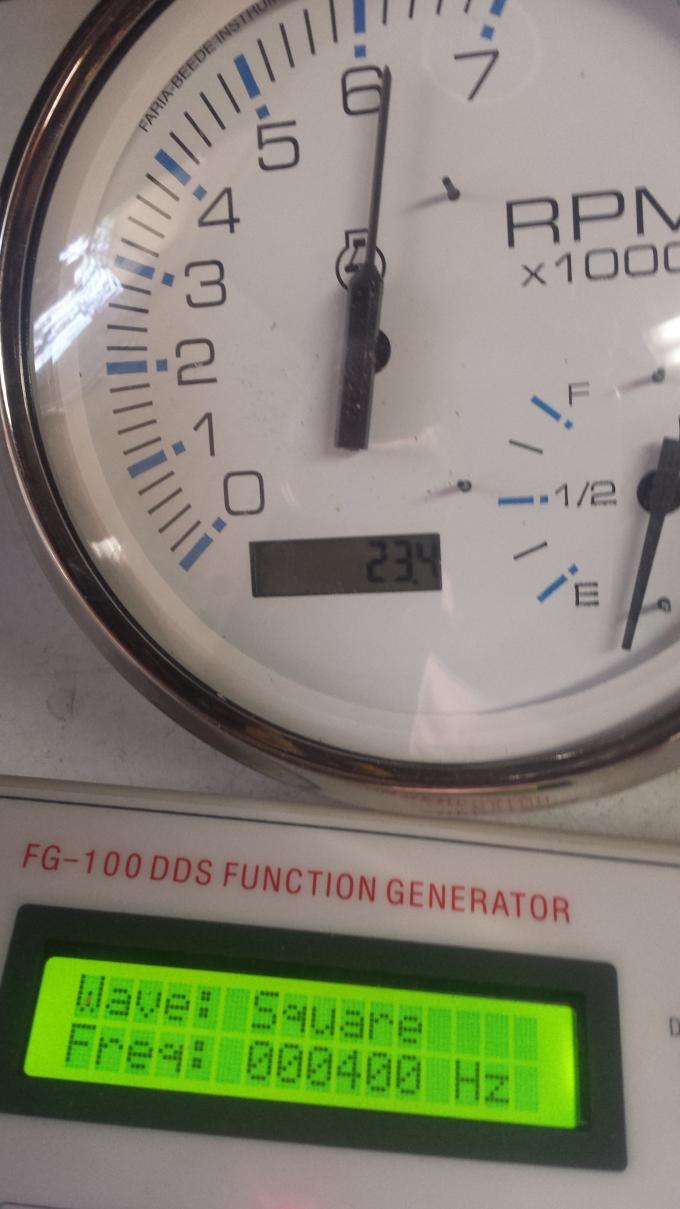 FARIA-BEEDE INSTRUM
7
6
5
4
3
2
1
0
RPM
x1000
F
1/2
E
23.4
FG-100 DDS FUNCTION GENERATOR
Wave: Square
Freq: 000400 Hz
D